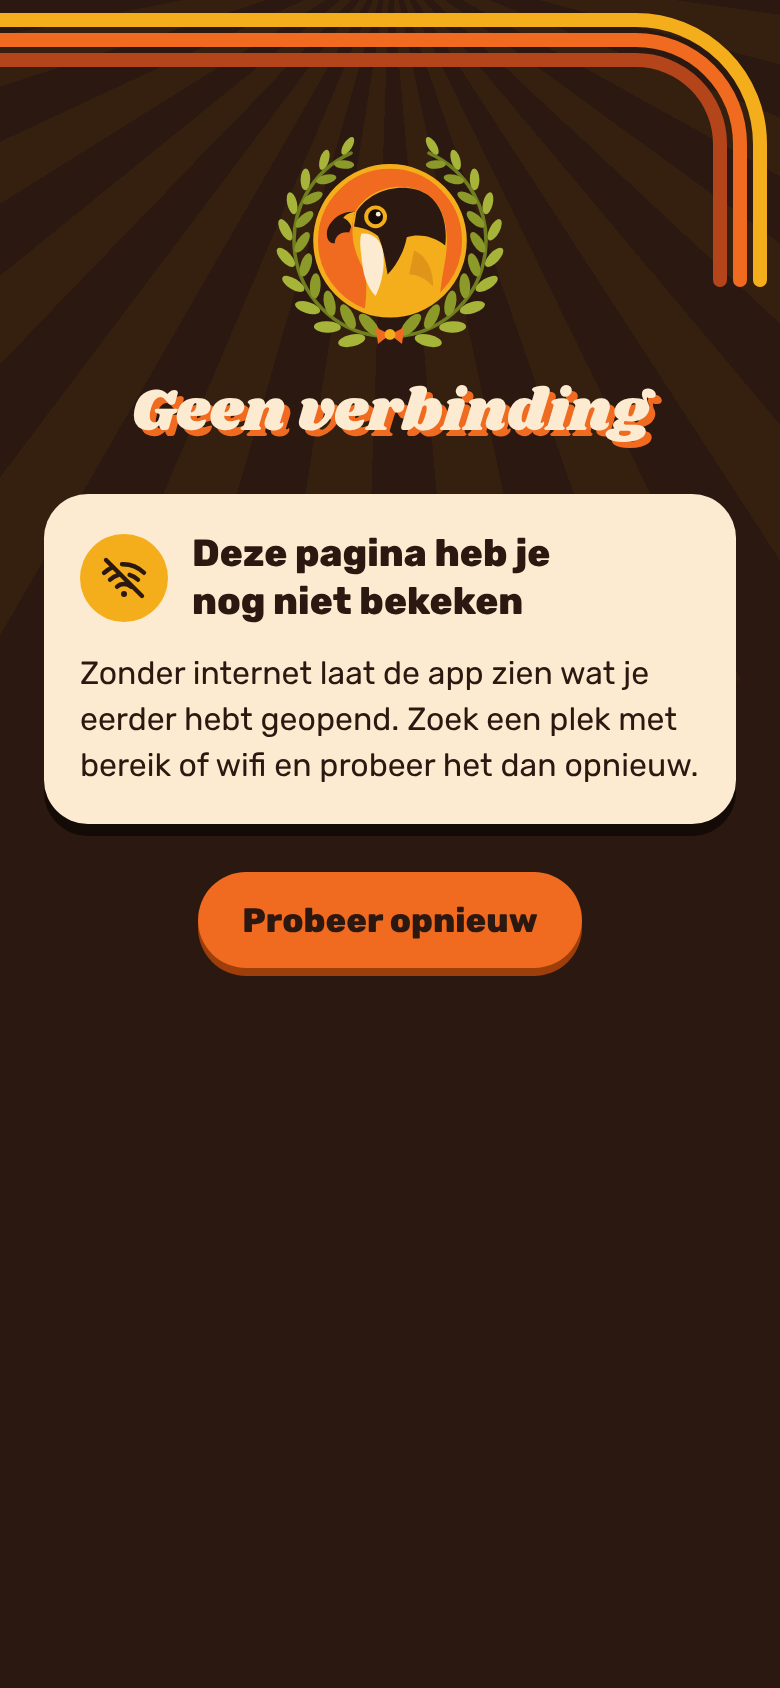 Geen verbinding
Deze pagina heb je
nog niet bekeken
Zonder internet laat de app zien wat je
eerder hebt geopend. Zoek een plek met
bereik of wifi en probeer het dan opnieuw.
Probeer opnieuw